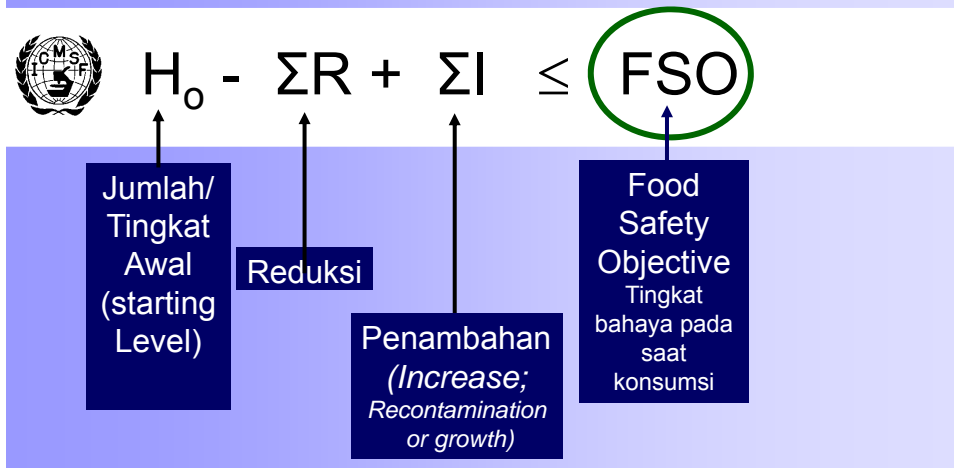 ICMSF
H₀ - ΣR + ΣI ≤ FSO
Jumlah/
Tingkat
Awal
(starting
Level)
Reduksi
Penambahan
(Increase;
Recontamination
or growth)
Food
Safety
Objective
Tingkat
bahaya pada
saat
konsumsi